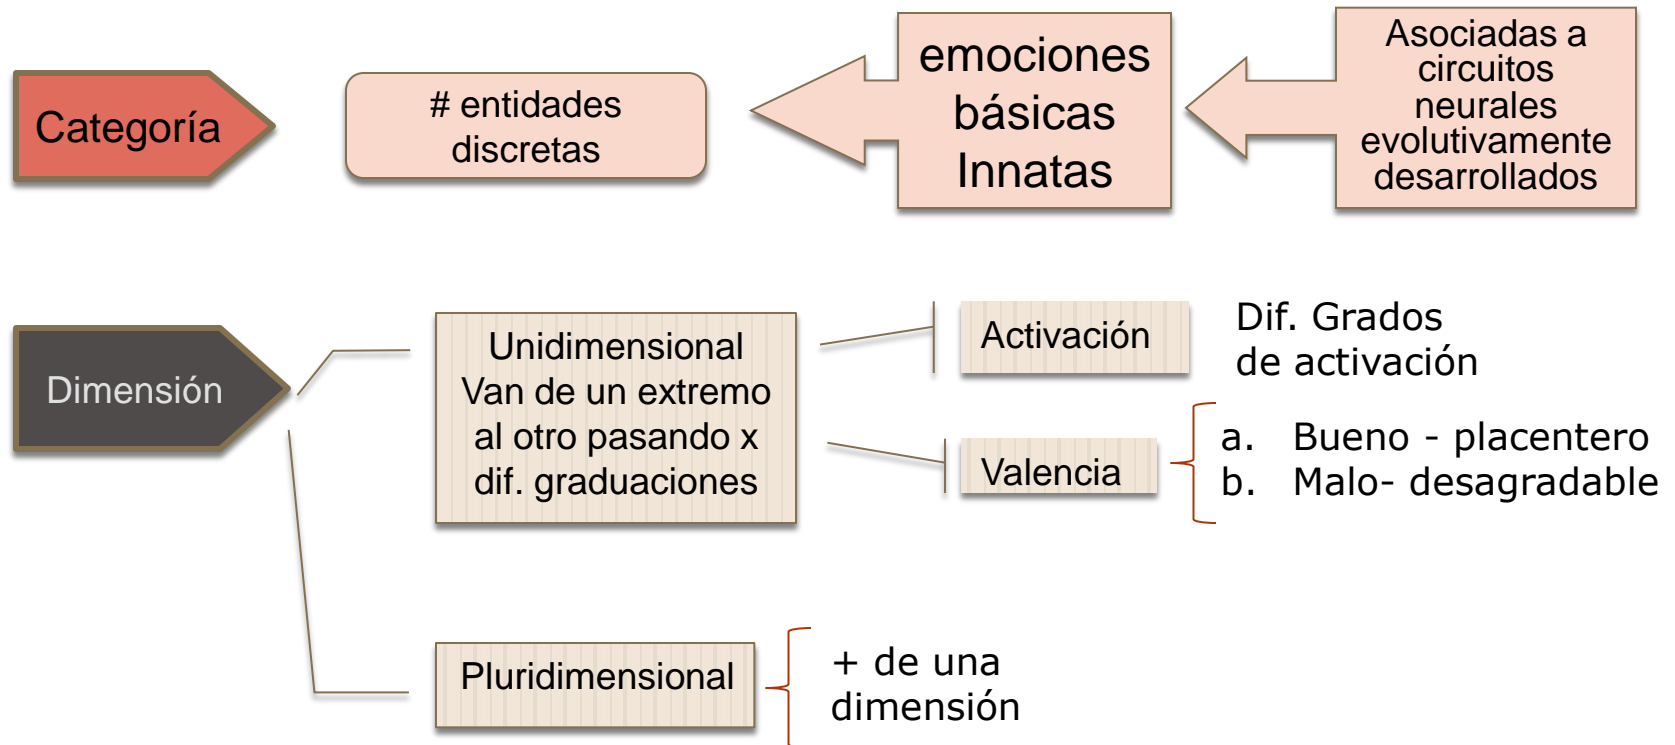 Categoría
# entidades
discretas
emociones
básicas
Innatas
Asociadas a
circuitos
neurales
evolutivamente
desarrollados
Dimensión
Unidimensional
Van de un extremo
al otro pasando x
dif. graduaciones
Activación
Dif. Grados
de activación
Valencia
a. Bueno - placentero
b. Malo- desagradable
Pluridimensional
+ de una
dimensión